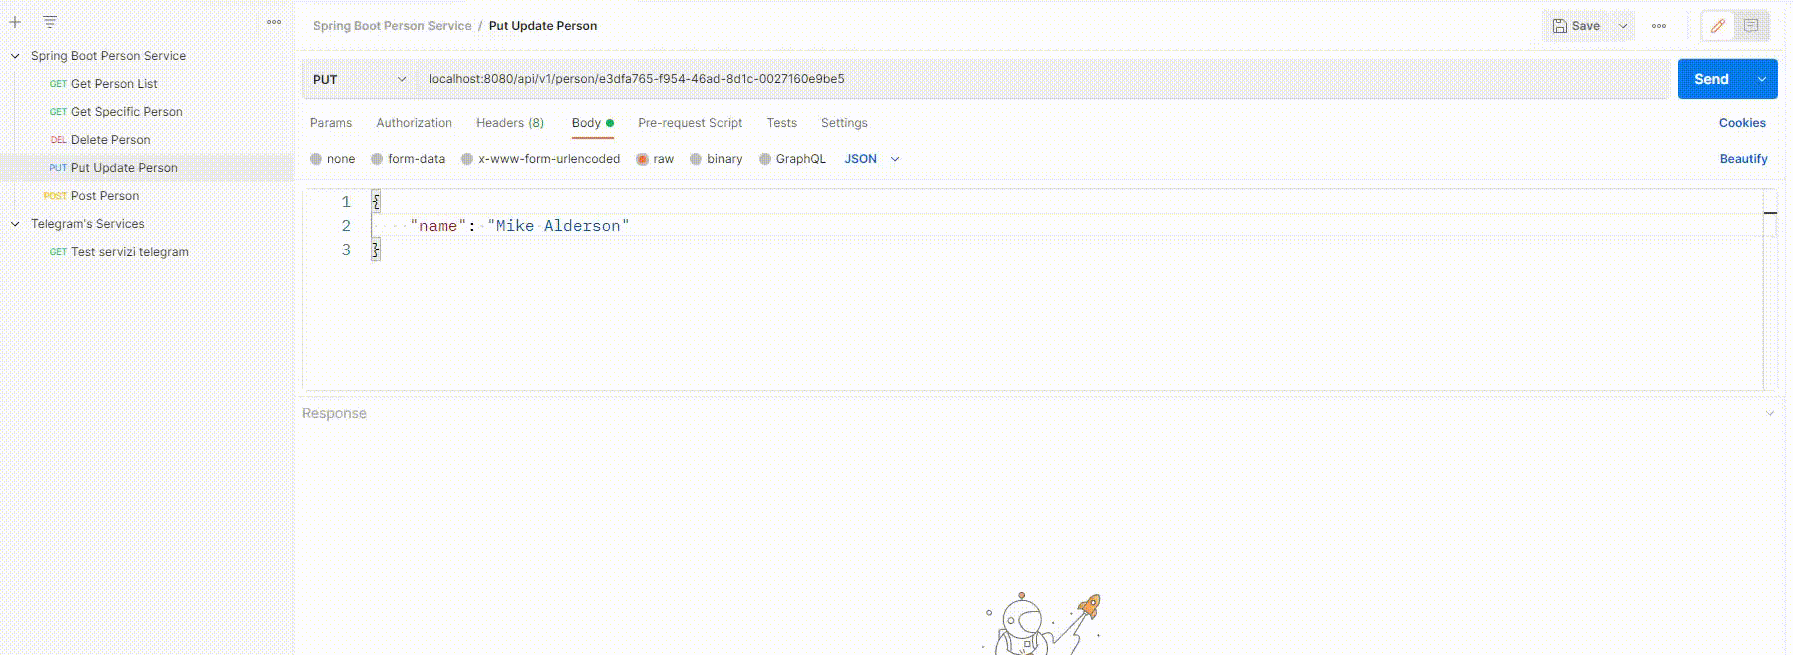 Spring Boot Person Service
GET Get Person List
GET Get Specific Person
DEL Delete Person
PUT Put Update Person
POST Post Person
Telegram's Services
GET Test servizi telegram
Spring Boot Person Service / Put Update Person
Save
PUT localhost:8080/api/v1/person/e3dfa765-f954-46ad-8d1c-0027160e9be5 Send
Params Authorization Headers (8) Body Pre-request Script Tests Settings Cookies
none form-data x-www-form-urlencoded raw binary GraphQL JSON Beautify
1 {
2 "name": "Mike Alderson"
3 }
Response